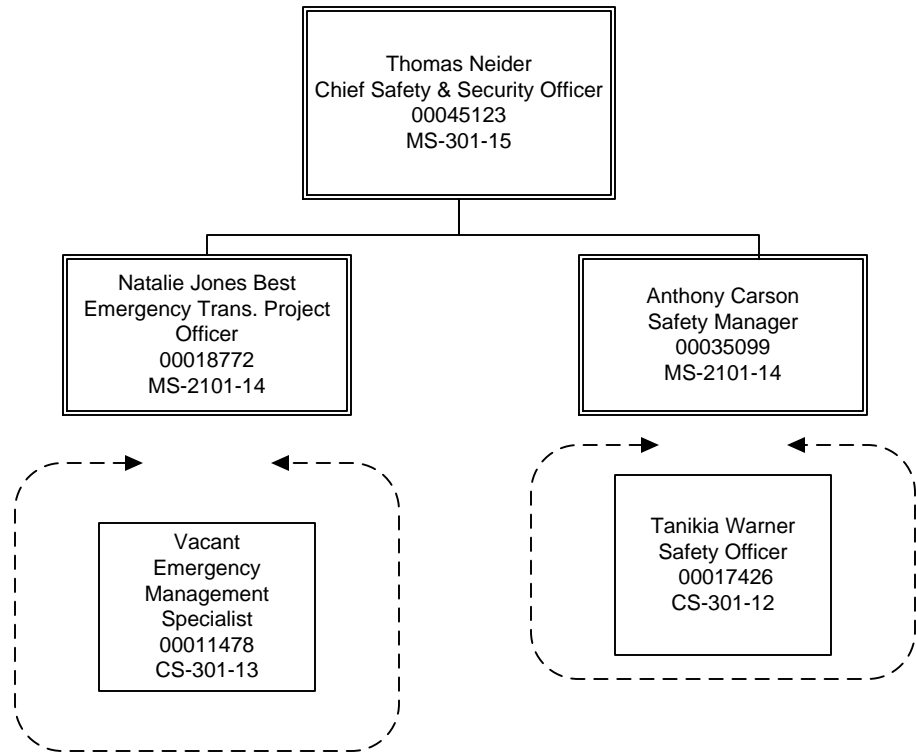 Thomas Neider
Chief Safety & Security Officer
00045123
MS-301-15
Natalie Jones Best
Emergency Trans. Project
Officer
00018772
MS-2101-14
Anthony Carson
Safety Manager
00035099
MS-2101-14
Vacant
Emergency
Management
Specialist
00011478
CS-301-13
Tanikia Warner
Safety Officer
00017426
CS-301-12